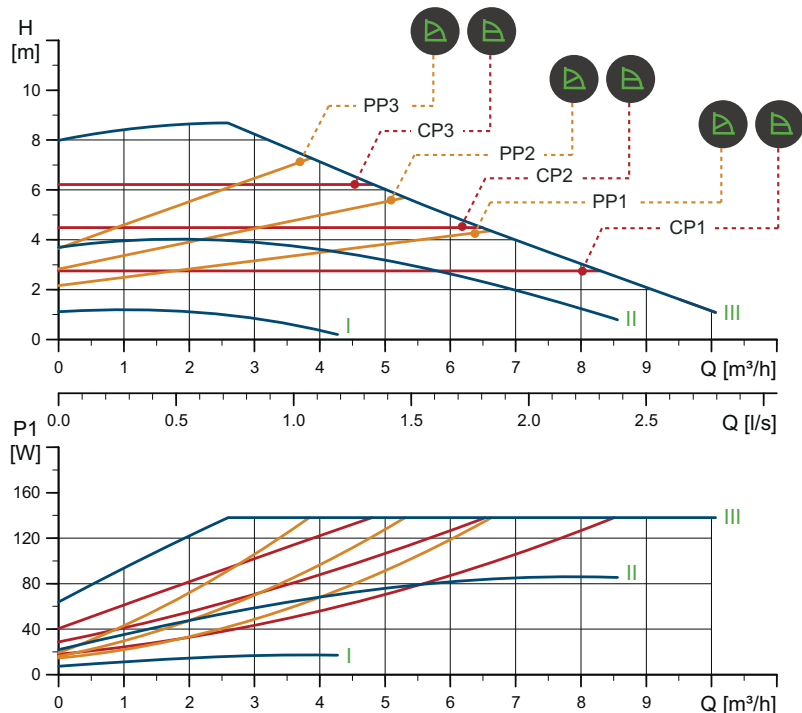 H
[m]
10
8
6
4
2
0
PP3
CP3
PP2
CP2
PP1
CP1
I
II
III
0 1 2 3 4 5 6 7 8 9 Q [m³/h]
0.0 0.5 1.0 1.5 2.0 2.5 Q [l/s]
P1
[W]
160
120
80
40
0
III
II
I
0 1 2 3 4 5 6 7 8 9 Q [m³/h]